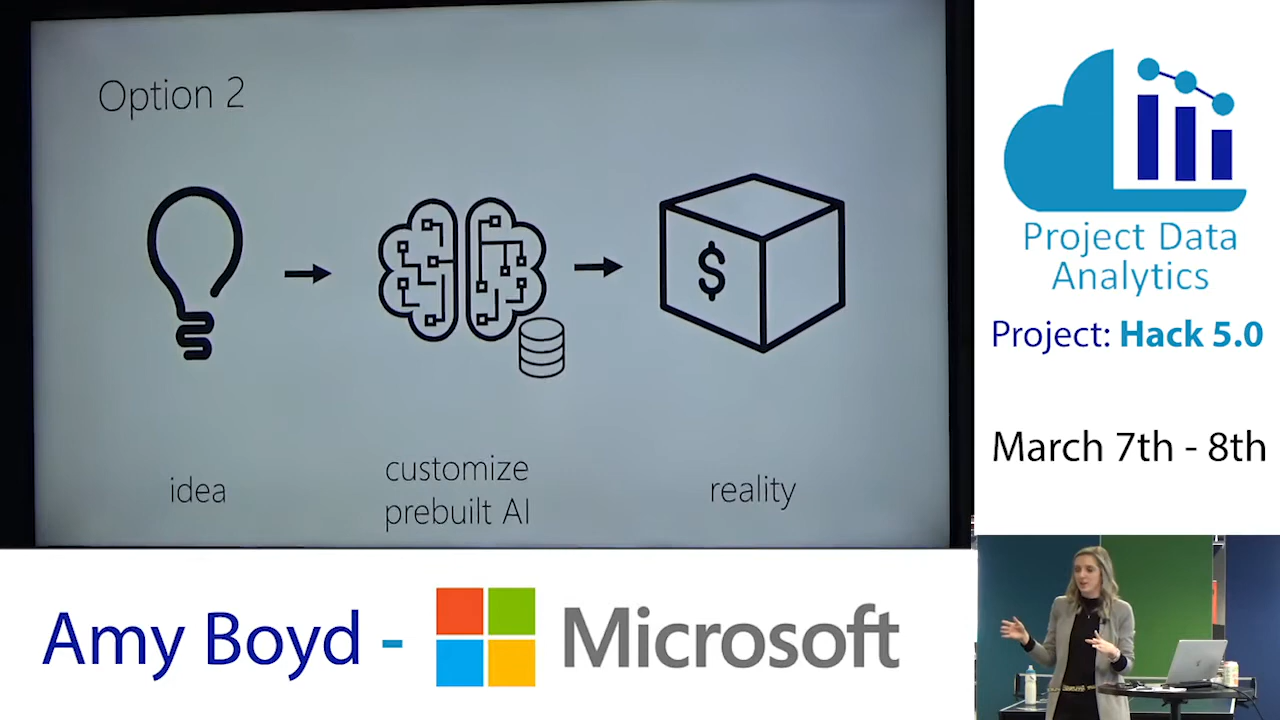 Option 2
$
idea
customize
prebuilt AI
reality
Project Data
Analytics
Project: Hack 5.0
March 7th - 8th
Amy Boyd - Microsoft